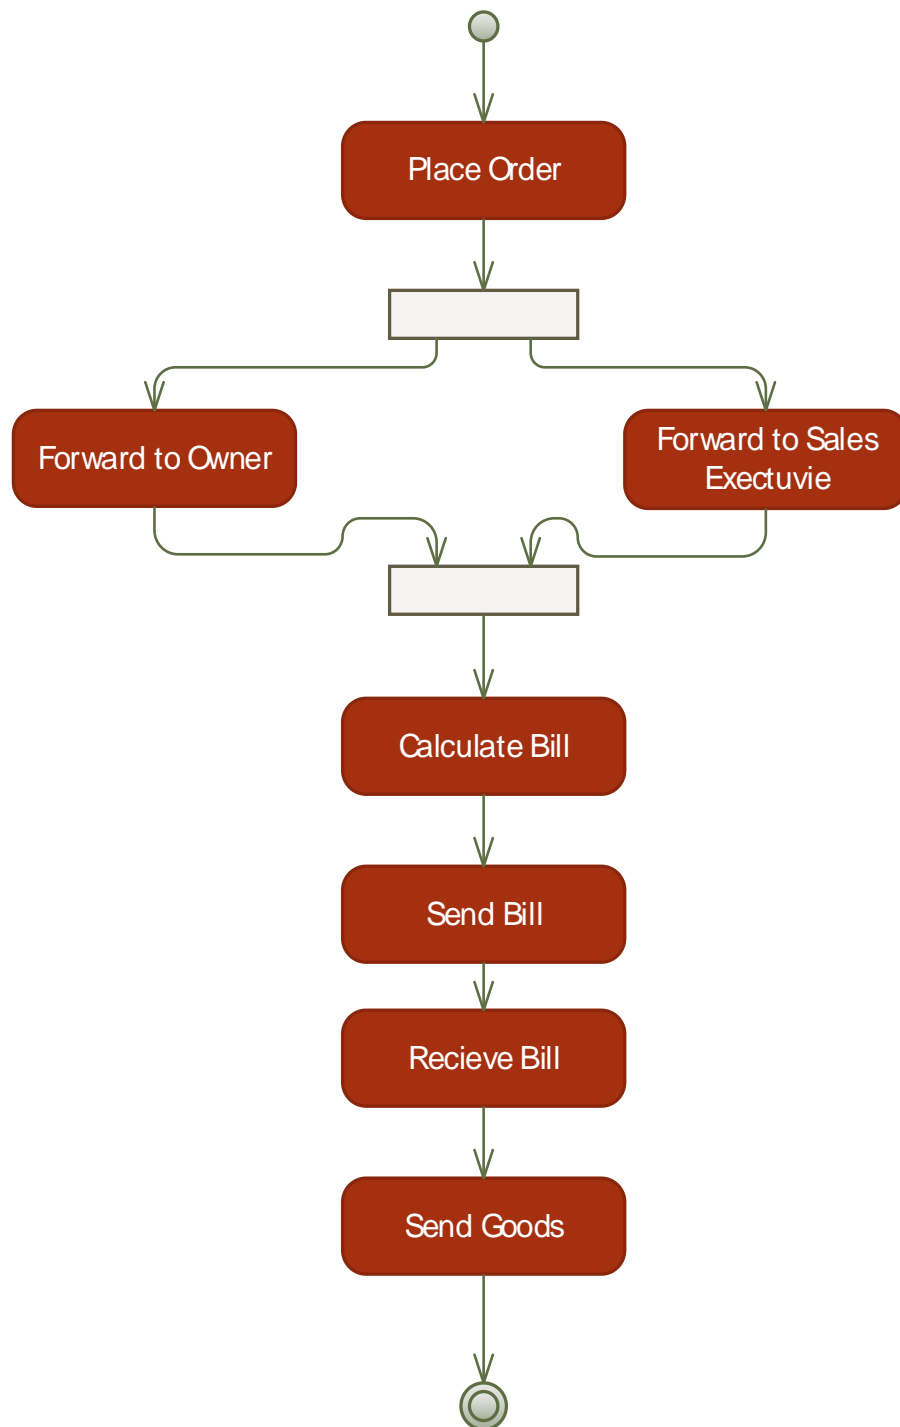 Place Order
Forward to Owner
Forward to Sales
Exectuvie
Calculate Bill
Send Bill
Recieve Bill
Send Goods